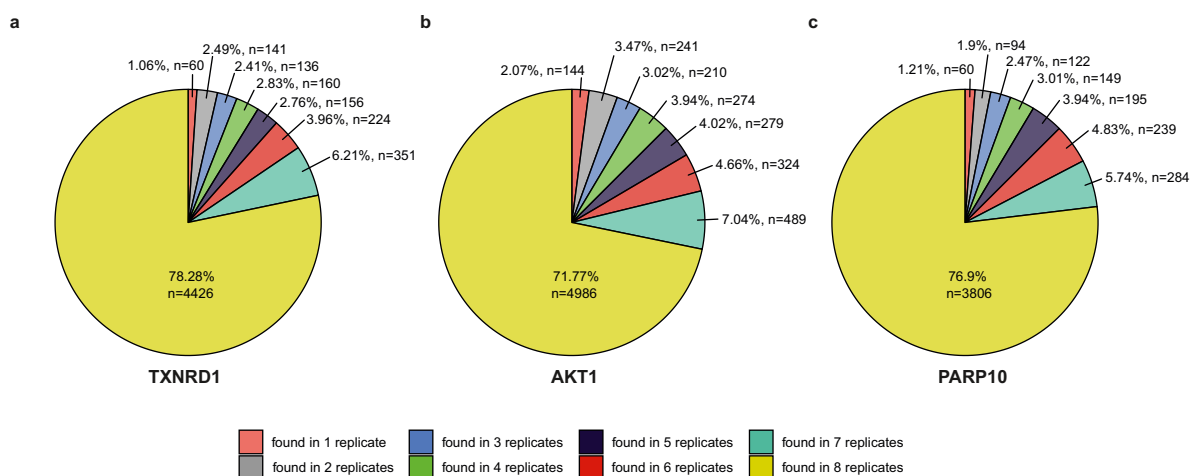 a
1.06%, n=60
2.49%, n=141
2.41%, n=136
2.83%, n=160
2.76%, n=156
3.96%, n=224
6.21%, n=351
78.28%
n=4426
TXNRD1
b
2.07%, n=144
3.47%, n=241
3.02%, n=210
3.94%, n=274
4.02%, n=279
4.66%, n=324
7.04%, n=489
71.77%
n=4986
AKT1
c
1.21%, n=60
1.9%, n=94
2.47%, n=122
3.01%, n=149
3.94%, n=195
4.83%, n=239
5.74%, n=284
76.9%
n=3806
PARP10
found in 1 replicate
found in 2 replicates
found in 3 replicates
found in 4 replicates
found in 5 replicates
found in 6 replicates
found in 7 replicates
found in 8 replicates